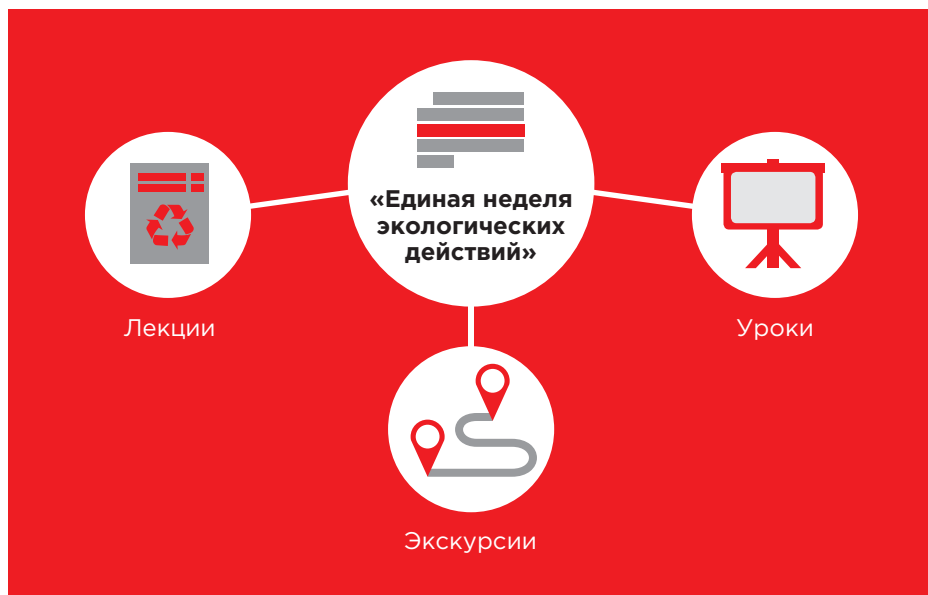 «Единая неделя
экологических
действий»
Лекции
Уроки
Экскурсии